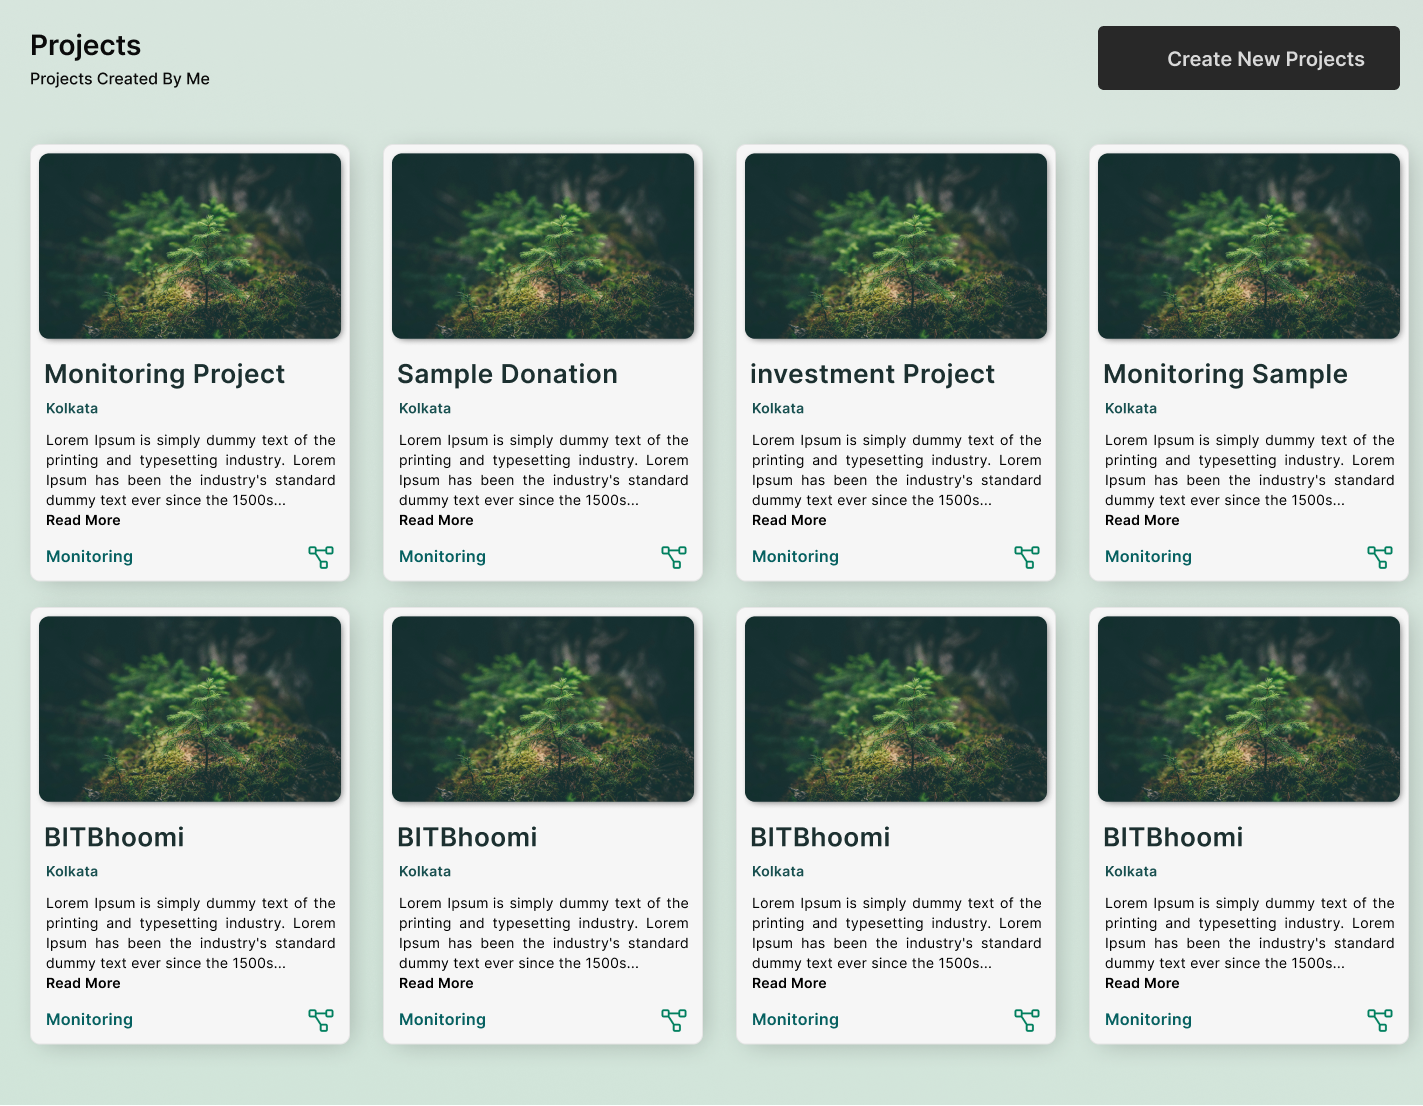 Projects
Projects Created By Me
Create New Projects
Monitoring Project
Kolkata
Lorem Ipsum is simply dummy text of the
printing and typesetting industry. Lorem
Ipsum has been the industry's standard
dummy text ever since the 1500s...
Read More
Monitoring
Sample Donation
Kolkata
Lorem Ipsum is simply dummy text of the
printing and typesetting industry. Lorem
Ipsum has been the industry's standard
dummy text ever since the 1500s...
Read More
Monitoring
investment Project
Kolkata
Lorem Ipsum is simply dummy text of the
printing and typesetting industry. Lorem
Ipsum has been the industry's standard
dummy text ever since the 1500s...
Read More
Monitoring
Monitoring Sample
Kolkata
Lorem Ipsum is simply dummy text of the
printing and typesetting industry. Lorem
Ipsum has been the industry's standard
dummy text ever since the 1500s...
Read More
Monitoring
BITBhoomi
Kolkata
Lorem Ipsum is simply dummy text of the
printing and typesetting industry. Lorem
Ipsum has been the industry's standard
dummy text ever since the 1500s...
Read More
Monitoring
BITBhoomi
Kolkata
Lorem Ipsum is simply dummy text of the
printing and typesetting industry. Lorem
Ipsum has been the industry's standard
dummy text ever since the 1500s...
Read More
Monitoring
BITBhoomi
Kolkata
Lorem Ipsum is simply dummy text of the
printing and typesetting industry. Lorem
Ipsum has been the industry's standard
dummy text ever since the 1500s...
Read More
Monitoring
BITBhoomi
Kolkata
Lorem Ipsum is simply dummy text of the
printing and typesetting industry. Lorem
Ipsum has been the industry's standard
dummy text ever since the 1500s...
Read More
Monitoring